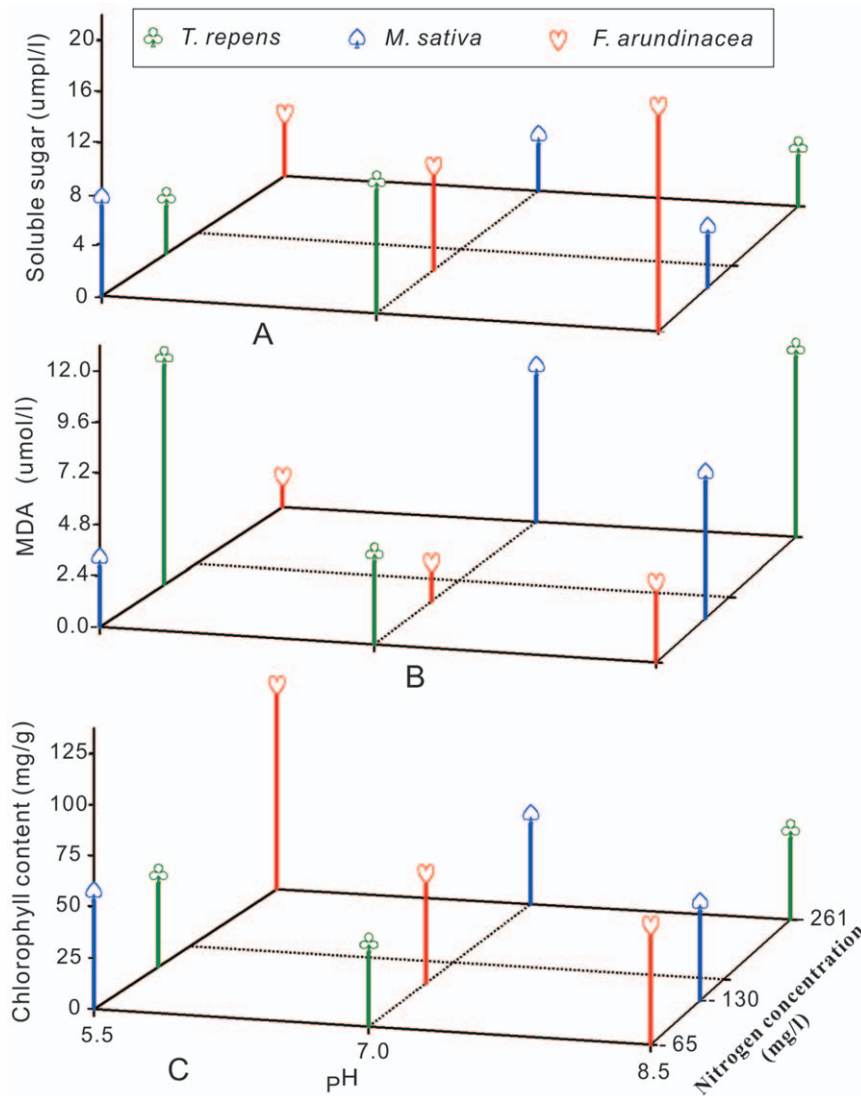 T. repens M. sativa F. arundinacea
Soluble sugar (umpl/l)
20
16
12
8
4
0
A
MDA (umol/l)
12.0
9.6
7.2
4.8
2.4
0.0
B
Chlorophyll content (mg/g)
125
100
75
50
25
0
5.5
7.0
8.5
65
130
261
C
PH
Nitrogen concentration
(mg/l)